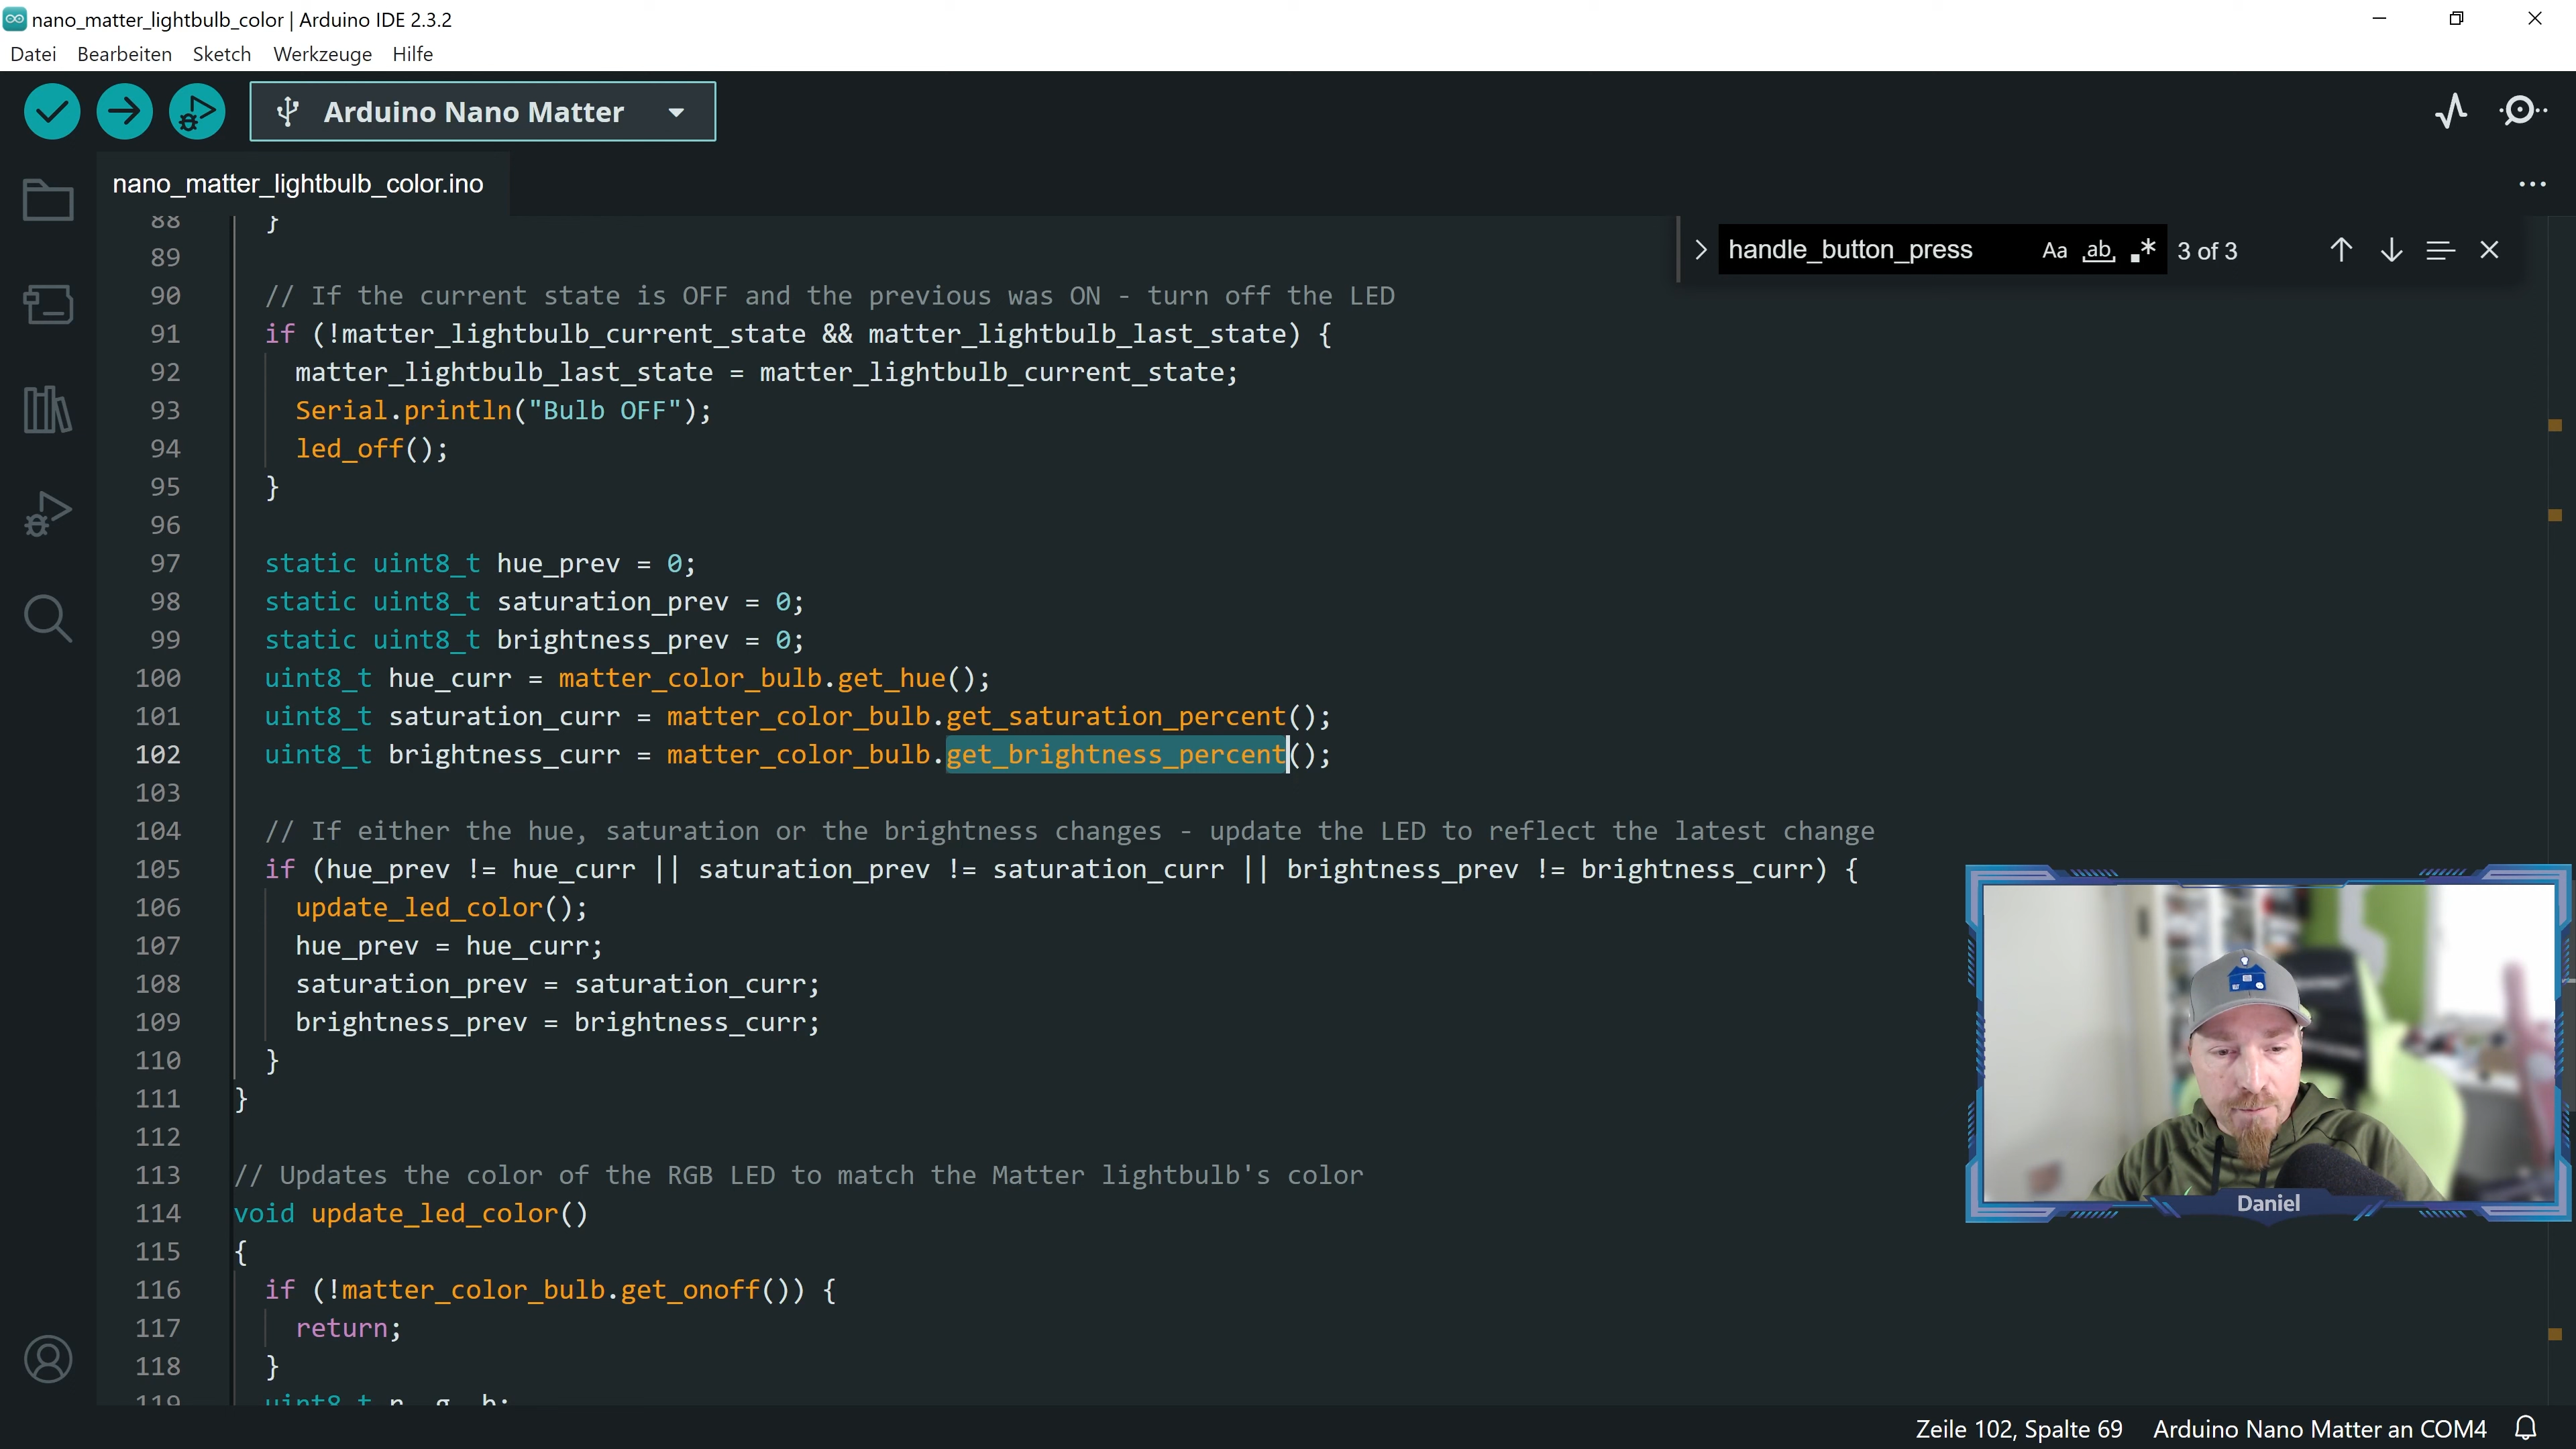 nano_matter_lightbulb_color | Arduino IDE 2.3.2
Datei Bearbeiten Sketch Werkzeuge Hilfe
Arduino Nano Matter
nano_matter_lightbulb_color.ino
handle_button_press Aa ab .* 3 of 3
88 }
89
90 // If the current state is OFF and the previous was ON - turn off the LED
91 if (!matter_lightbulb_current_state && matter_lightbulb_last_state) {
92 matter_lightbulb_last_state = matter_lightbulb_current_state;
93 Serial.println("Bulb OFF");
94 led_off();
95 }
96
97 static uint8_t hue_prev = 0;
98 static uint8_t saturation_prev = 0;
99 static uint8_t brightness_prev = 0;
100 uint8_t hue_curr = matter_color_bulb.get_hue();
101 uint8_t saturation_curr = matter_color_bulb.get_saturation_percent();
102 uint8_t brightness_curr = matter_color_bulb.get_brightness_percent();
103
104 // If either the hue, saturation or the brightness changes - update the LED to reflect the latest change
105 if (hue_prev != hue_curr || saturation_prev != saturation_curr || brightness_prev != brightness_curr) {
106 update_led_color();
107 hue_prev = hue_curr;
108 saturation_prev = saturation_curr;
109 brightness_prev = brightness_curr;
110 }
111 }
112
113 // Updates the color of the RGB LED to match the Matter lightbulb's color
114 void update_led_color()
115 {
116 if (!matter_color_bulb.get_onoff()) {
117 return;
118 }
119 uint8_t r, g, b;
Daniel
Zeile 102, Spalte 69 Arduino Nano Matter an COM4